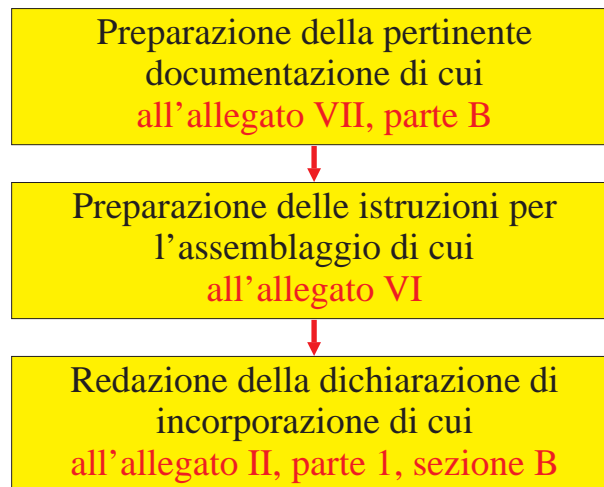 Preparazione della pertinente
documentazione di cui
all’allegato VII, parte B
Preparazione delle istruzioni per
l’assemblaggio di cui
all’allegato VI
Redazione della dichiarazione di
incorporazione di cui
all’allegato II, parte 1, sezione B